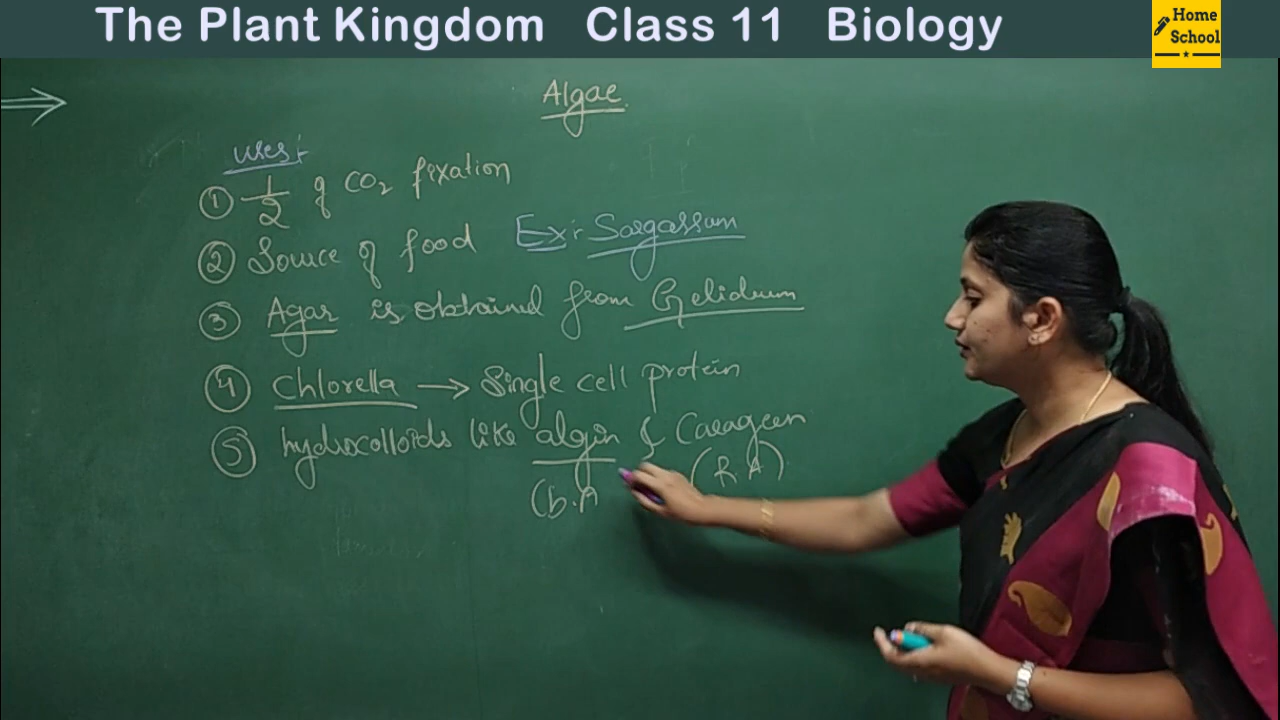 The Plant Kingdom Class 11 Biology
Home
School
Algae
Uses:-
① 1/2 of CO2 fixation
② Source of food Ex:- Sargassum
③ Agar is obtained from Gelidium
④ Chlorella → Single cell protein
⑤ hydrocolloids like algin & Carageen
(b.A (R.A)